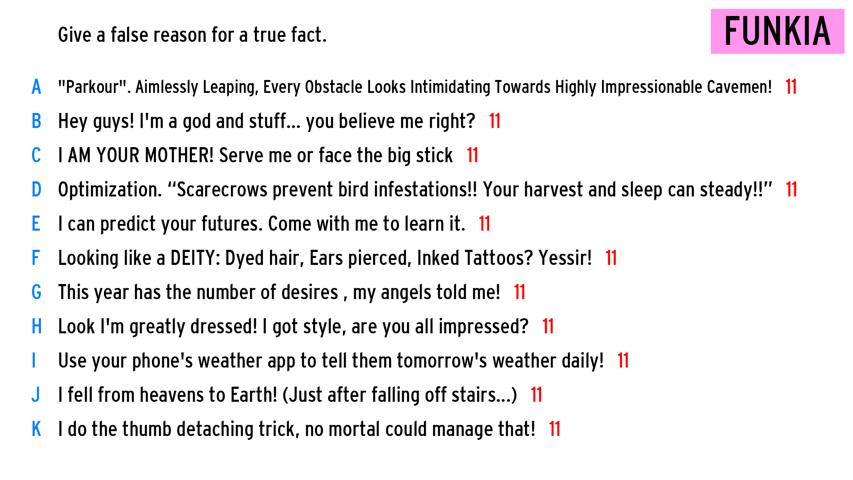 Give a false reason for a true fact.
FUNKIA
A "Parkour". Aimlessly Leaping, Every Obstacle Looks Intimidating Towards Highly Impressionable Cavemen! 11
B Hey guys! I'm a god and stuff... you believe me right? 11
C I AM YOUR MOTHER! Serve me or face the big stick 11
D Optimization. “Scarecrows prevent bird infestations!! Your harvest and sleep can steady!!” 11
E I can predict your futures. Come with me to learn it. 11
F Looking like a DEITY: Dyed hair, Ears pierced, Inked Tattoos? Yessir! 11
G This year has the number of desires , my angels told me! 11
H Look I'm greatly dressed! I got style, are you all impressed? 11
I Use your phone's weather app to tell them tomorrow's weather daily! 11
J I fell from heavens to Earth! (Just after falling off stairs...) 11
K I do the thumb detaching trick, no mortal could manage that! 11